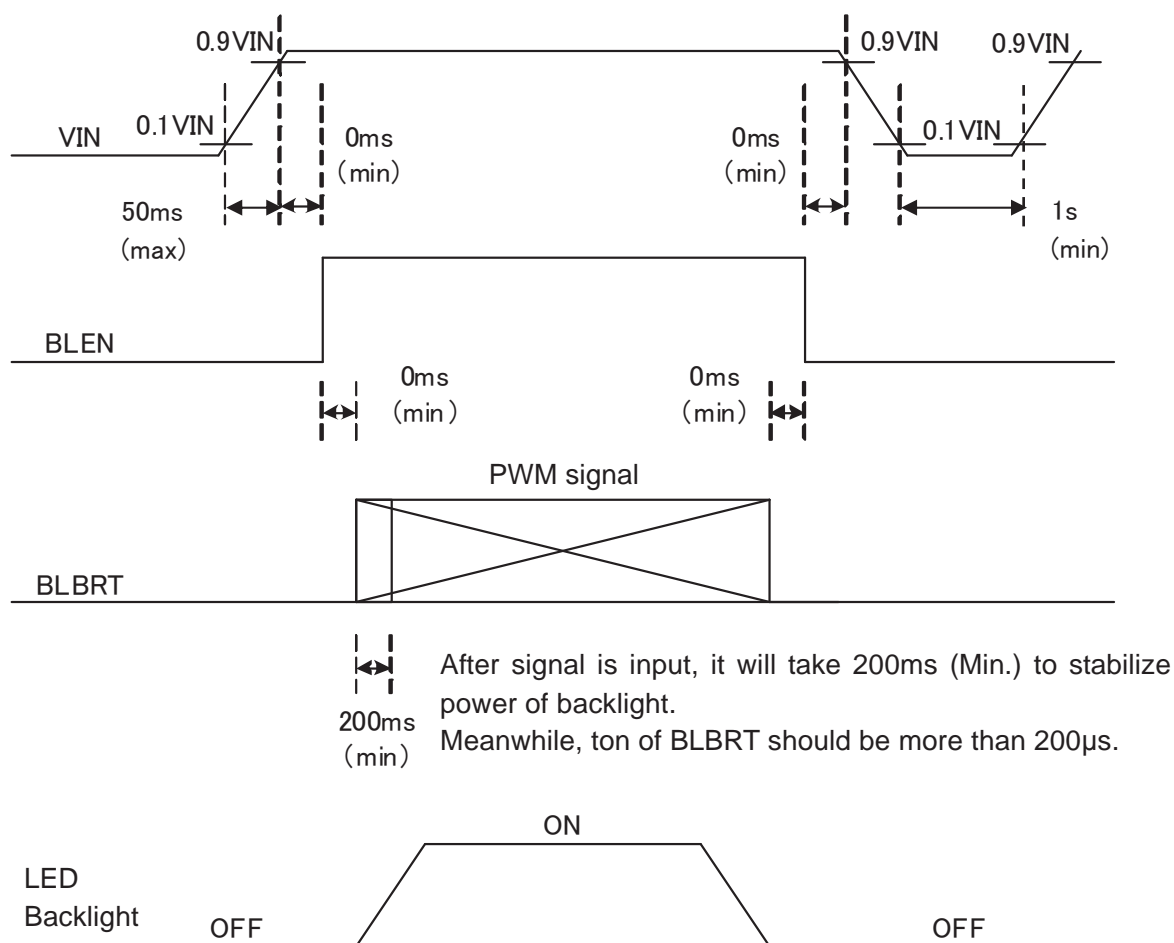 0.9VIN
0.9VIN
0.9VIN
VIN
0.1VIN
0ms
(min)
0ms
(min)
0.1VIN
50ms
(max)
1s
(min)
BLEN
0ms
(min)
0ms
(min)
PWM signal
BLBRT
After signal is input, it will take 200ms (Min.) to stabilize
power of backlight.
Meanwhile, ton of BLBRT should be more than 200µs.
200ms
(min)
ON
LED
Backlight
OFF
OFF